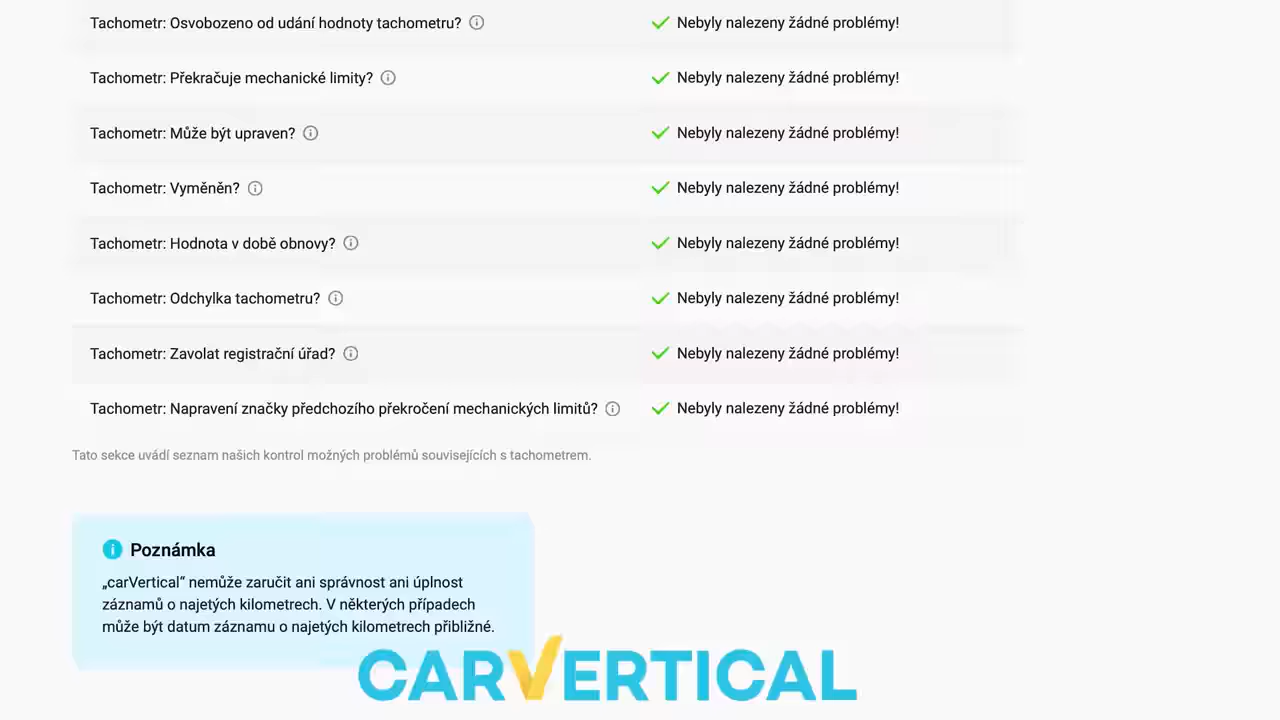 Tachometr: Osvobozeno od udání hodnoty tachometru? Nebyly nalezeny žádné problémy!
Tachometr: Překračuje mechanické limity? Nebyly nalezeny žádné problémy!
Tachometr: Může být upraven? Nebyly nalezeny žádné problémy!
Tachometr: Vyměněn? Nebyly nalezeny žádné problémy!
Tachometr: Hodnota v době obnovy? Nebyly nalezeny žádné problémy!
Tachometr: Odchylka tachometru? Nebyly nalezeny žádné problémy!
Tachometr: Zavolat registrační úřad? Nebyly nalezeny žádné problémy!
Tachometr: Napravení značky předchozího překročení mechanických limitů? Nebyly nalezeny žádné problémy!
Tato sekce uvádí seznam našich kontrol možných problémů souvisejících s tachometrem.
Poznámka
„carVertical“ nemůže zaručit ani správnost ani úplnost
záznamů o najetých kilometrech. V některých případech
může být datum záznamu o najetých kilometrech přibližné.
CARVERTICAL